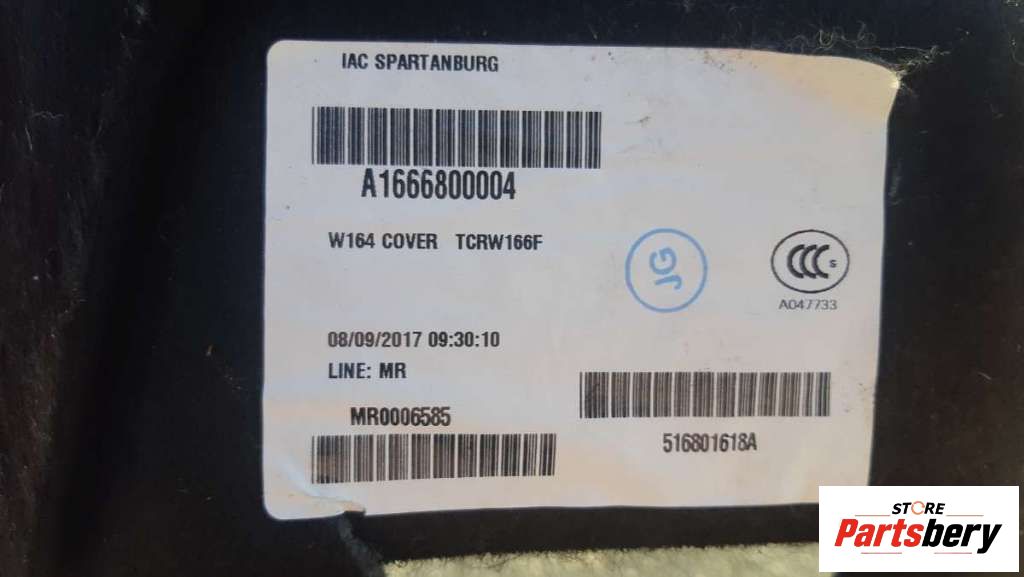 IAC SPARTANBURG
A1666800004
W164 COVER TCRW166F
JG
CCC S
A047733
08/09/2017 09:30:10
LINE: MR
MR0006585
516801618A
STORE
Partsbery